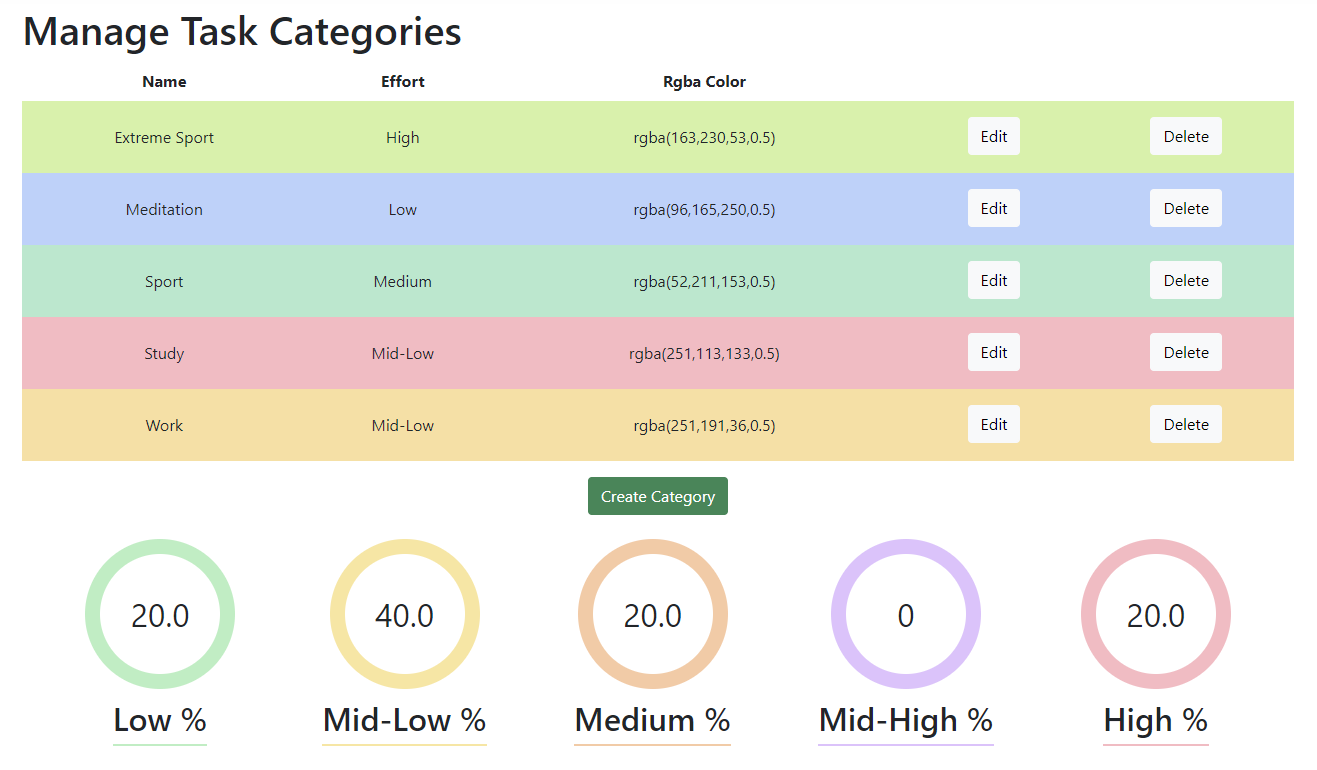 Manage Task Categories
Name Effort Rgba Color
Extreme Sport High rgba(163,230,53,0.5) Edit Delete
Meditation Low rgba(96,165,250,0.5) Edit Delete
Sport Medium rgba(52,211,153,0.5) Edit Delete
Study Mid-Low rgba(251,113,133,0.5) Edit Delete
Work Mid-Low rgba(251,191,36,0.5) Edit Delete
Create Category
20.0 40.0 20.0 0 20.0
Low % Mid-Low % Medium % Mid-High % High %